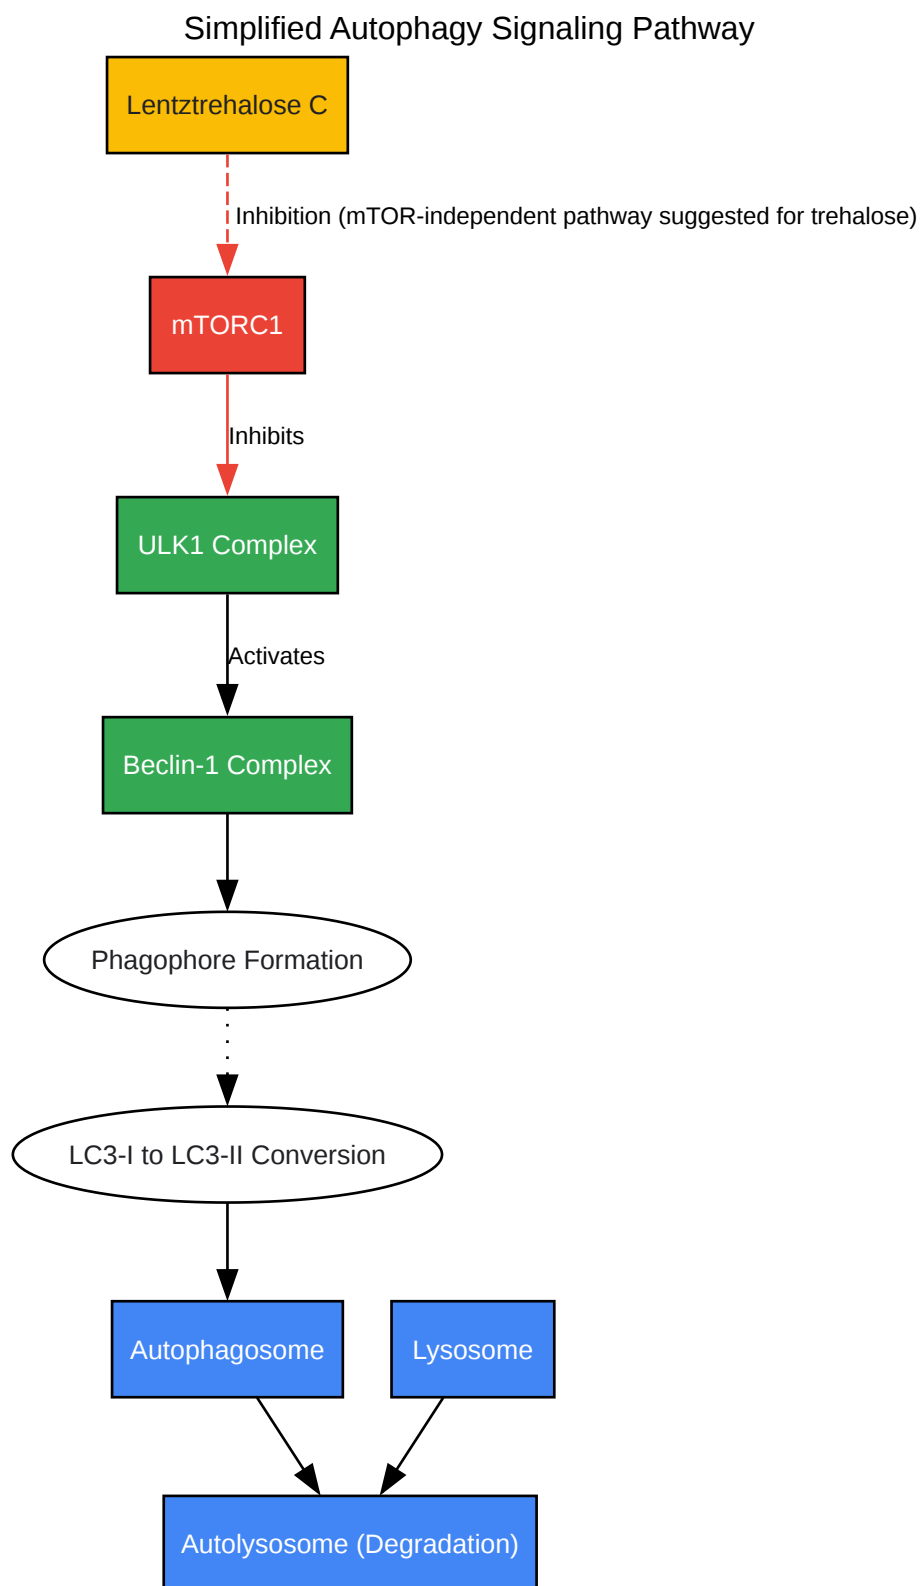 Simplified Autophagy Signaling Pathway
Lentztrehalose C
Inhibition (mTOR-independent pathway suggested for trehalose)
mTORC1
Inhibits
ULK1 Complex
Activates
Beclin-1 Complex
Phagophore Formation
LC3-I to LC3-II Conversion
Autophagosome
Lysosome
Autolysosome (Degradation)